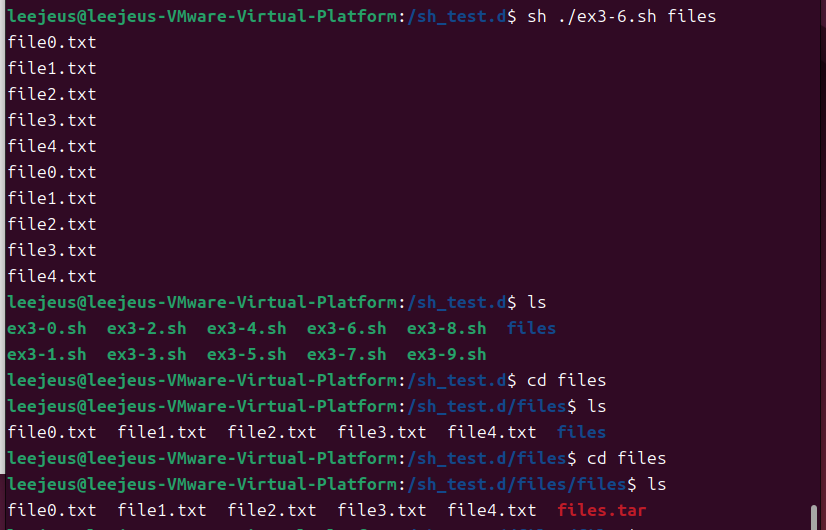 leejeus@leejeus-VMware-Virtual-Platform:/sh_test.d$ sh ./ex3-6.sh files
file0.txt
file1.txt
file2.txt
file3.txt
file4.txt
file0.txt
file1.txt
file2.txt
file3.txt
file4.txt
leejeus@leejeus-VMware-Virtual-Platform:/sh_test.d$ ls
ex3-0.sh  ex3-2.sh  ex3-4.sh  ex3-6.sh  ex3-8.sh  files
ex3-1.sh  ex3-3.sh  ex3-5.sh  ex3-7.sh  ex3-9.sh
leejeus@leejeus-VMware-Virtual-Platform:/sh_test.d$ cd files
leejeus@leejeus-VMware-Virtual-Platform:/sh_test.d/files$ ls
file0.txt  file1.txt  file2.txt  file3.txt  file4.txt  files
leejeus@leejeus-VMware-Virtual-Platform:/sh_test.d/files$ cd files
leejeus@leejeus-VMware-Virtual-Platform:/sh_test.d/files/files$ ls
file0.txt  file1.txt  file2.txt  file3.txt  file4.txt  files.tar